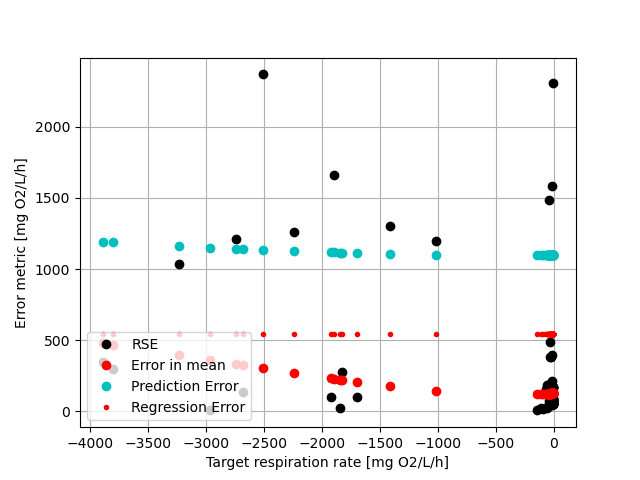 Error metric [mg O2/L/h]
2000
1500
1000
500
0
RSE
Error in mean
Prediction Error
Regression Error
−4000 −3500 −3000 −2500 −2000 −1500 −1000 −500 0
Target respiration rate [mg O2/L/h]